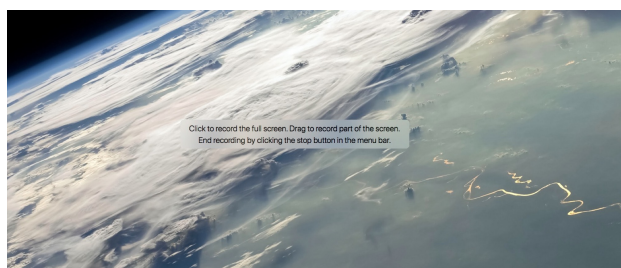 Click to record the full screen. Drag to record part of the screen.
End recording by clicking the stop button in the menu bar.